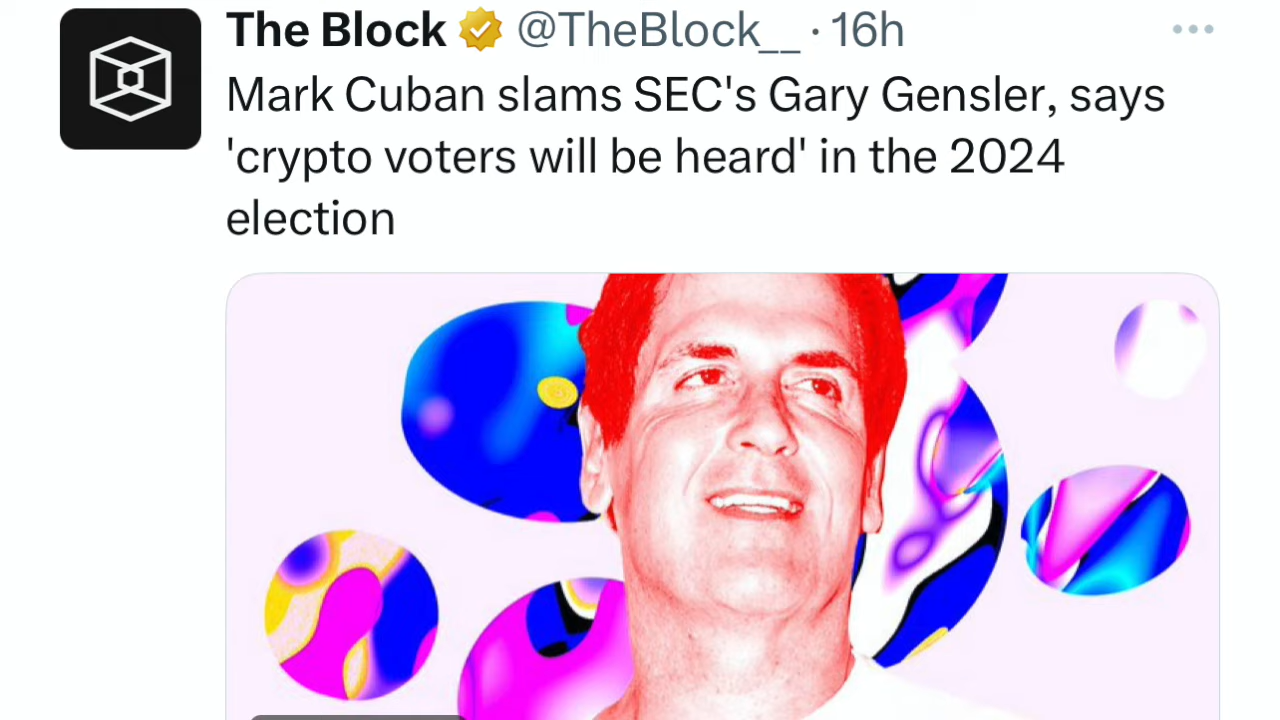 The Block @TheBlock__ · 16h
Mark Cuban slams SEC's Gary Gensler, says
'crypto voters will be heard' in the 2024
election